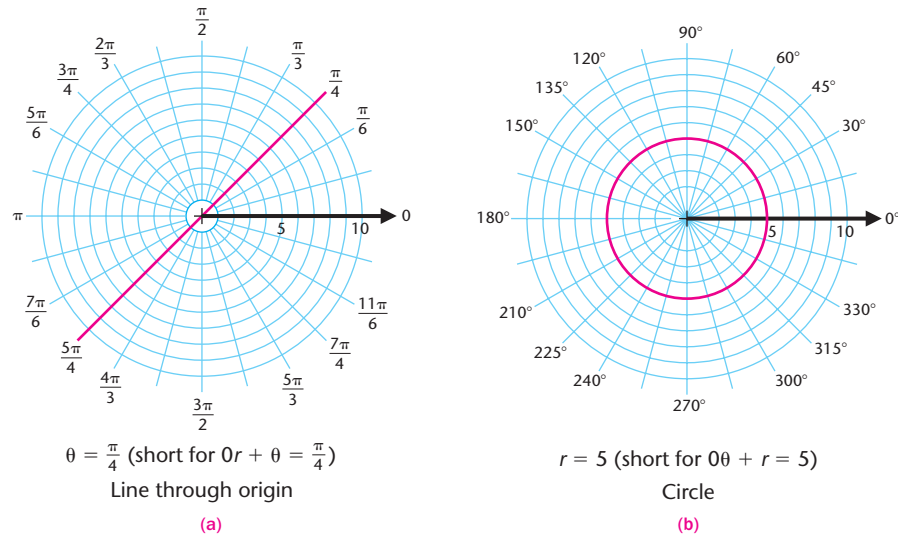 π/2
2π/3
π/3
3π/4
π/4
5π/6
π/6
π
5
10
0
7π/6
11π/6
5π/4
7π/4
4π/3
5π/3
3π/2
θ = π/4 (short for 0r + θ = π/4)
Line through origin
(a)
90°
120°
60°
135°
45°
150°
30°
180°
5
10
0°
210°
330°
225°
315°
240°
300°
270°
r = 5 (short for 0θ + r = 5)
Circle
(b)